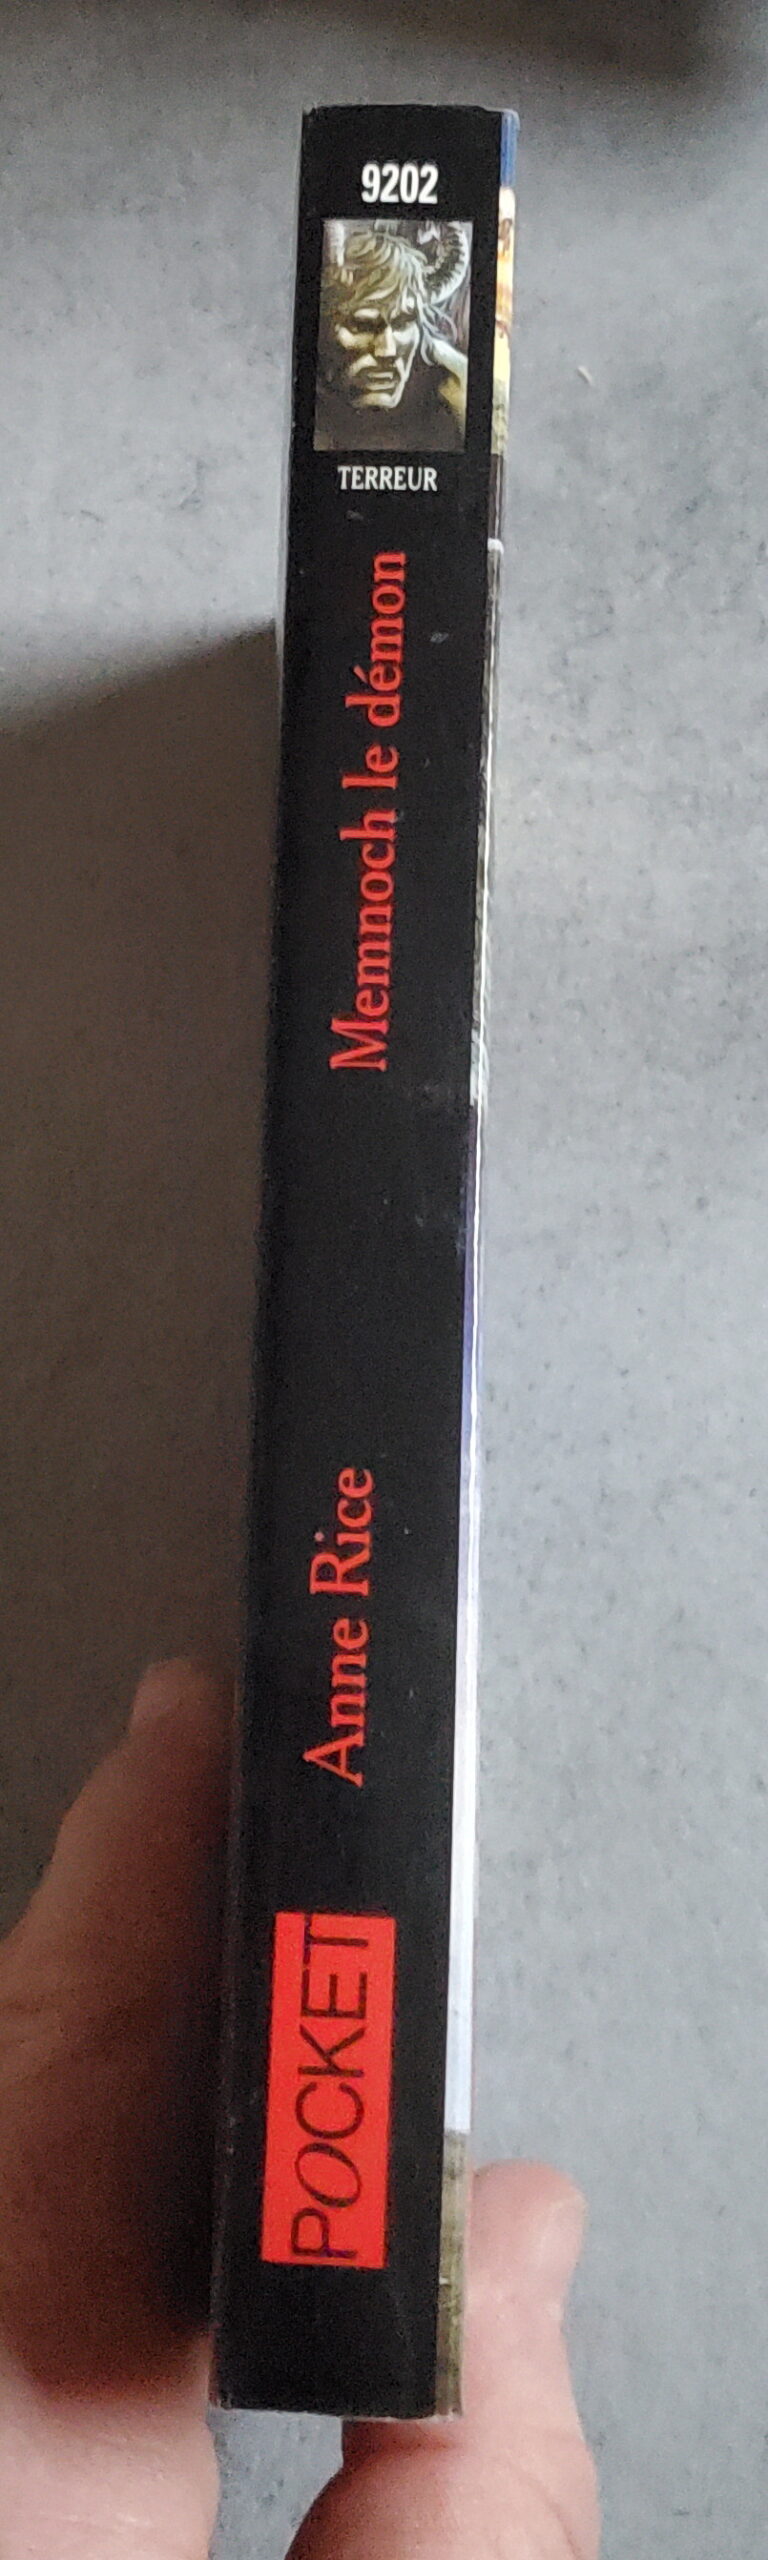 9202
TERREUR
Memnoch le démon
Anne Rice
POCKET